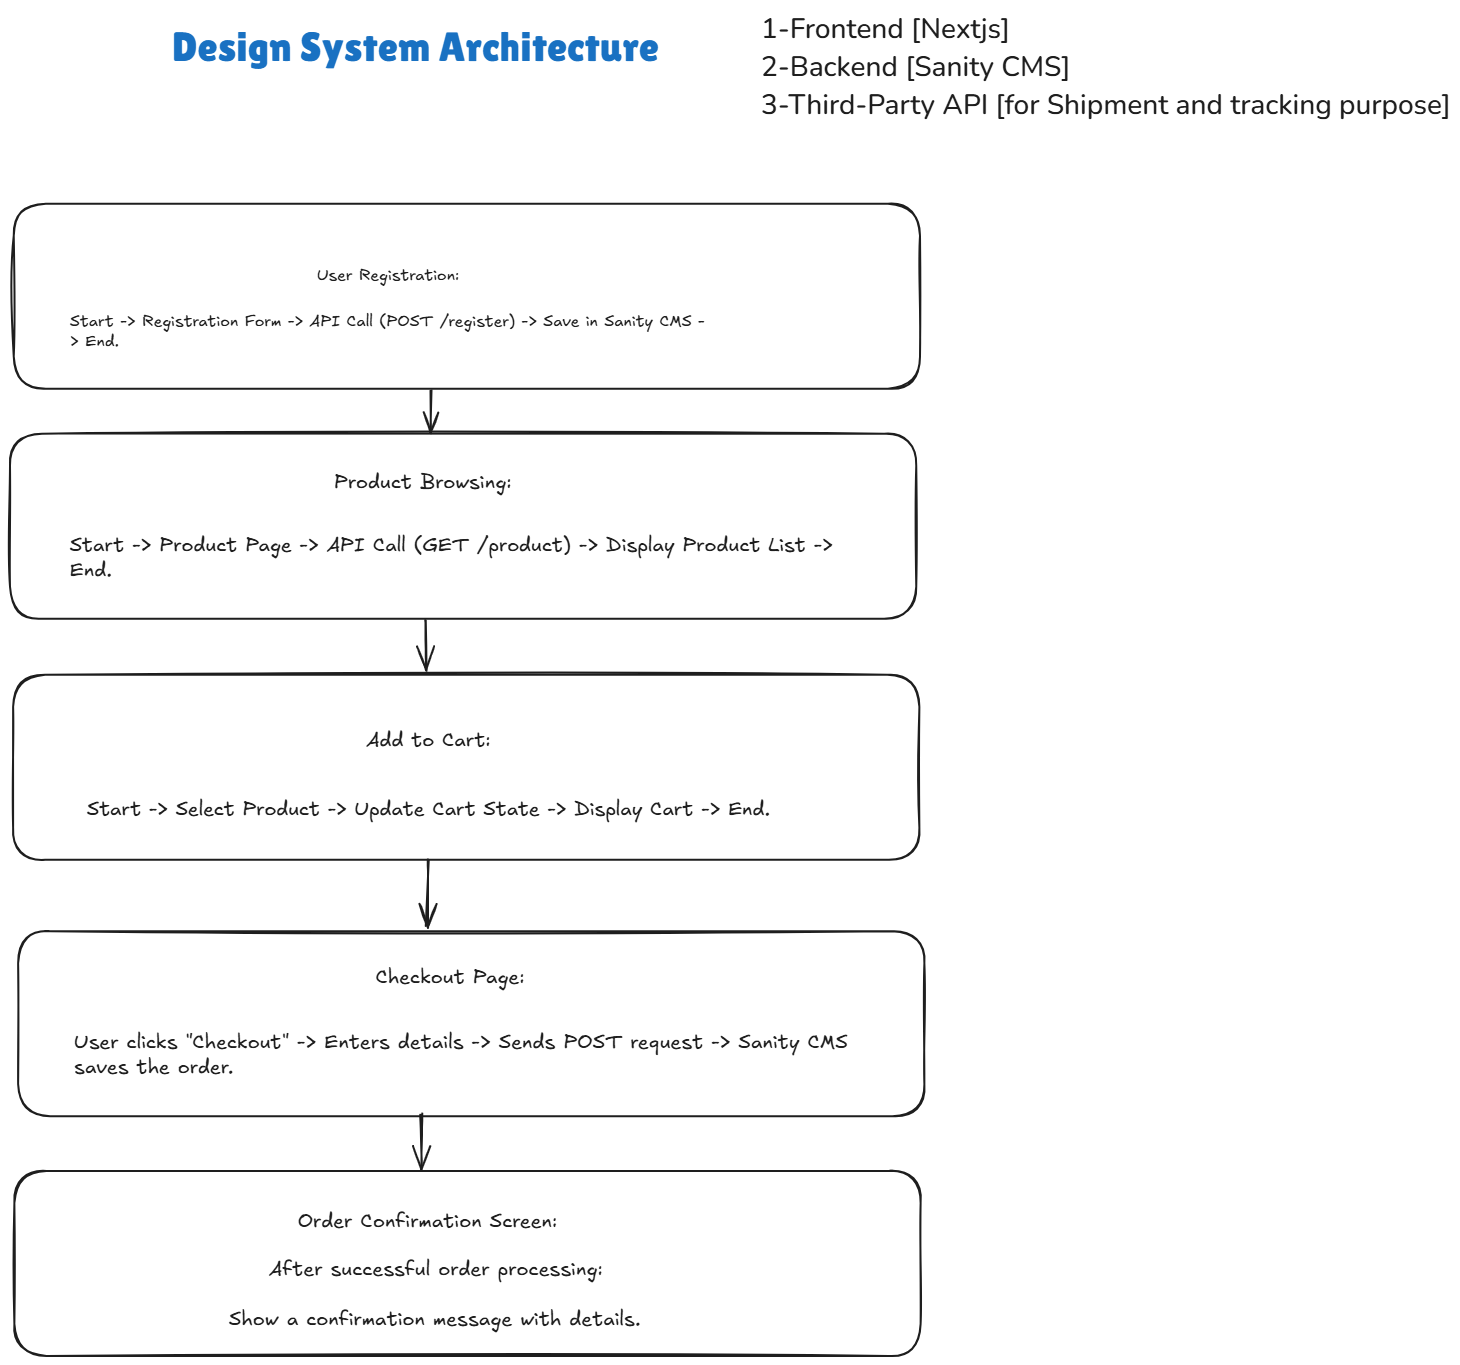 Design System Architecture
1-Frontend [Nextjs]
2-Backend [Sanity CMS]
3-Third-Party API [for Shipment and tracking purpose]
User Registration:
Start -> Registration Form -> API Call (POST /register) -> Save in Sanity CMS -
> End.
Product Browsing:
Start -> Product Page -> API Call (GET /product) -> Display Product List ->
End.
Add to Cart:
Start -> Select Product -> Update Cart State -> Display Cart -> End.
Checkout Page:
User clicks "Checkout" -> Enters details -> Sends POST request -> Sanity CMS
saves the order.
Order Confirmation Screen:
After successful order processing:
Show a confirmation message with details.